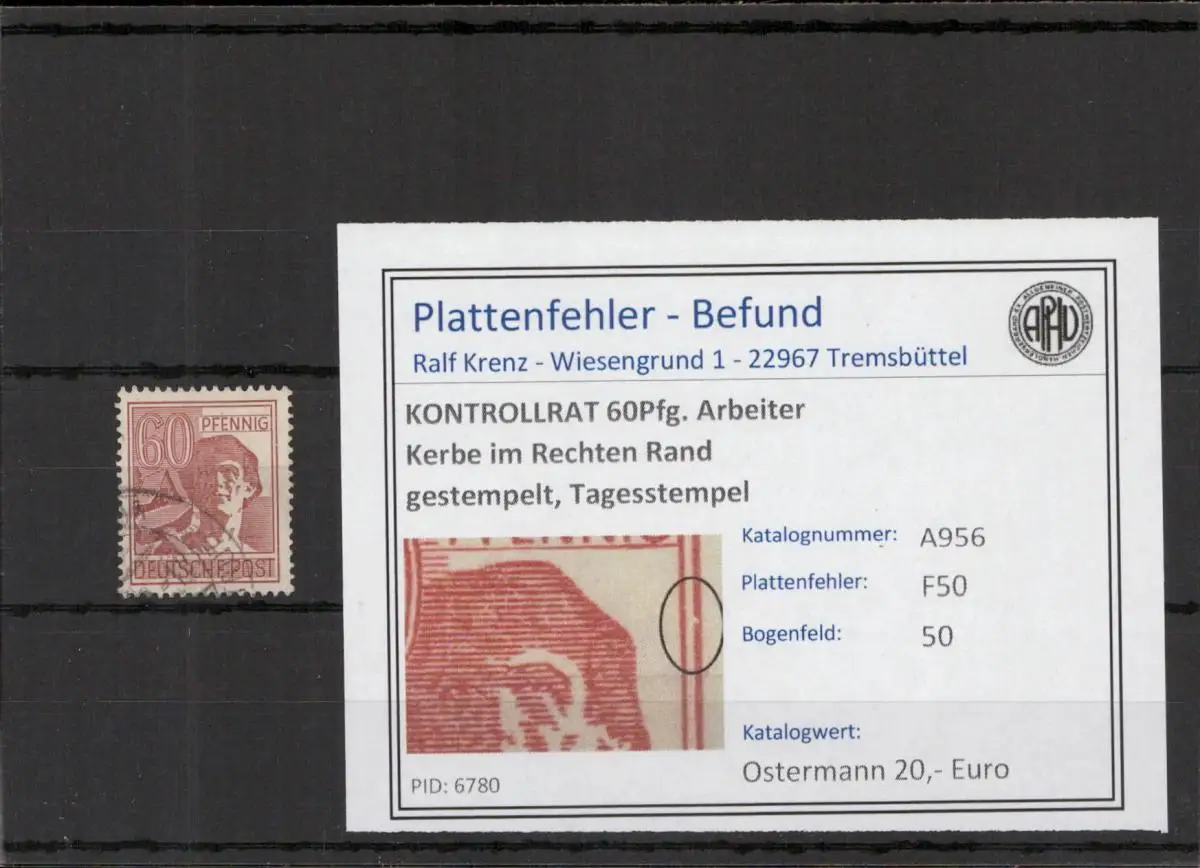 60 PFENNIG
DEUTSCHE POST
Plattenfehler - Befund
Ralf Krenz - Wiesengrund 1 - 22967 Tremsbüttel
APHV
KONTROLLRAT 60Pfg. Arbeiter
Kerbe im Rechten Rand
gestempelt, Tagesstempel
Katalognummer: A956
Plattenfehler: F50
Bogenfeld: 50
Katalogwert:
Ostermann 20,- Euro
PID: 6780